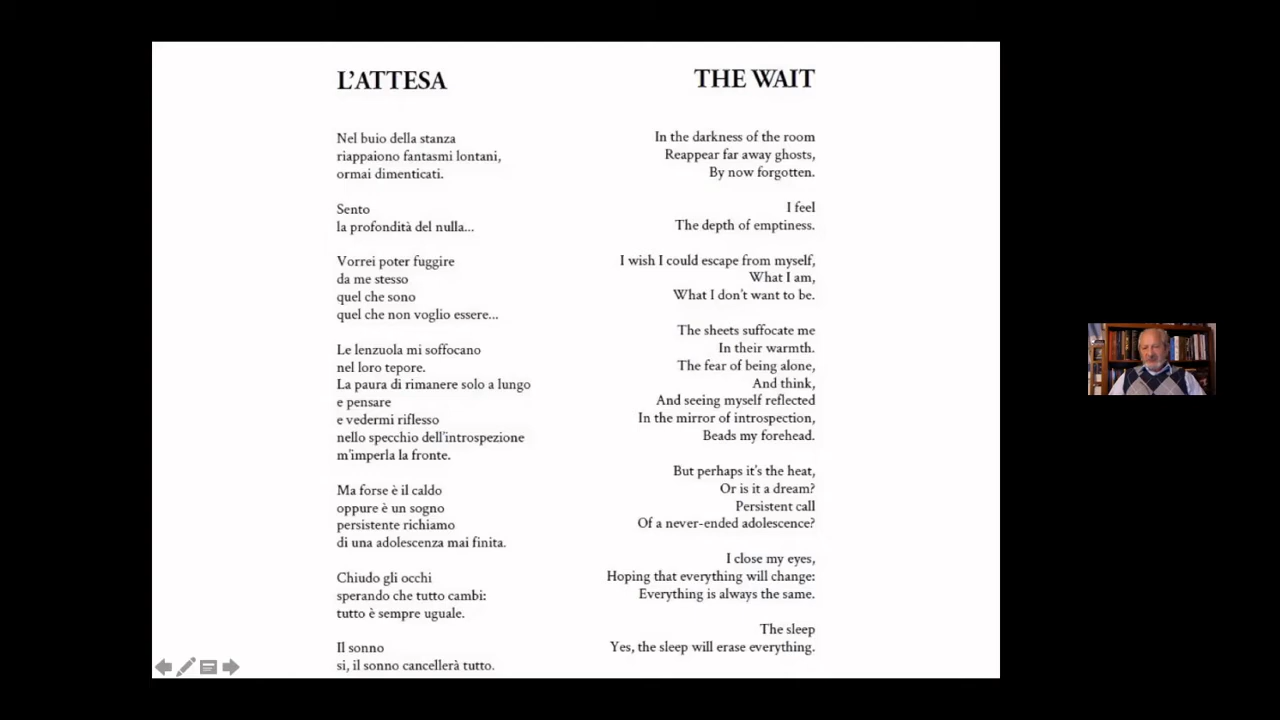 L'ATTESA
Nel buio della stanza
riappaiono fantasmi lontani,
ormai dimenticati.
Sento
la profondità del nulla...
Vorrei poter fuggire
da me stesso
quel che sono
quel che non voglio essere...
Le lenzuola mi soffocano
nel loro tepore.
La paura di rimanere solo a lungo
e pensare
e vedermi riflesso
nello specchio dell'introspezione
m'imperla la fronte.
Ma forse è il caldo
oppure è un sogno
persistente richiamo
di una adolescenza mai finita.
Chiudo gli occhi
sperando che tutto cambi:
tutto è sempre uguale.
Il sonno
si, il sonno cancellerà tutto.
THE WAIT
In the darkness of the room
Reappear far away ghosts,
By now forgotten.
I feel
The depth of emptiness.
I wish I could escape from myself,
What I am,
What I don't want to be.
The sheets suffocate me
In their warmth.
The fear of being alone,
And think,
And seeing myself reflected
In the mirror of introspection,
Beads my forehead.
But perhaps it's the heat,
Or is it a dream?
Persistent call
Of a never-ended adolescence?
I close my eyes,
Hoping that everything will change:
Everything is always the same.
The sleep
Yes, the sleep will erase everything.